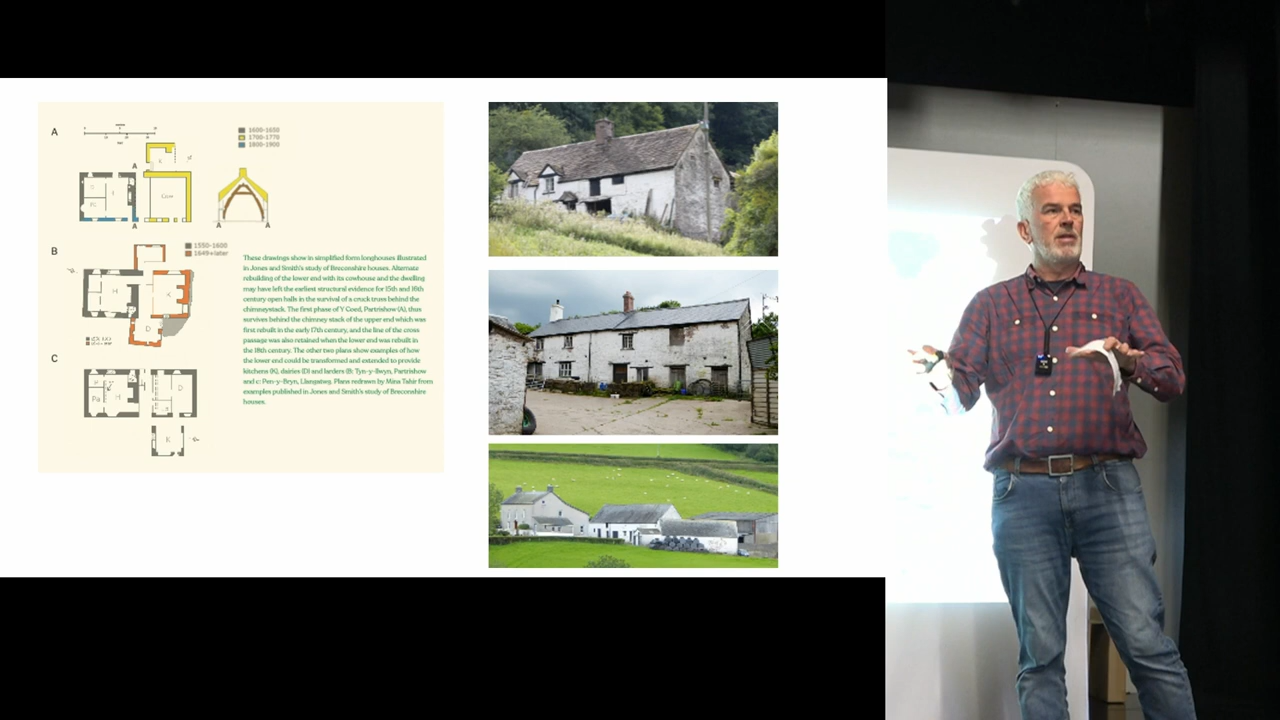 A
1600-1650
1700-1770
1800-1900
A
K
Cow
A
A
A
B
1550-1600
1649+later
H
K
D
C
H
D
Pa
K
These drawings show in simplified form longhouses illustrated
in Jones and Smith's study of Breconshire houses. Alternate
rebuilding of the lower end with its cowhouse and the dwelling
may have left the earliest structural evidence for 15th and 16th
century open halls in the survival of a cruck truss behind the
chimneystack. The first phase of Y Coed, Partrishow (A), thus
survives behind the chimney stack of the upper end which was
first rebuilt in the early 17th century, and the line of the cross
passage was also retained when the lower end was rebuilt in
the 18th century. The other two plans show examples of how
the lower end could be transformed and extended to provide
kitchens (K), dairies (D) and larders (B: Tyn-y-llwyn, Partrishow
and c: Pen-y-Bryn, Llangatwg. Plans redrawn by Mina Tahir from
examples published in Jones and Smith's study of Breconshire
houses.